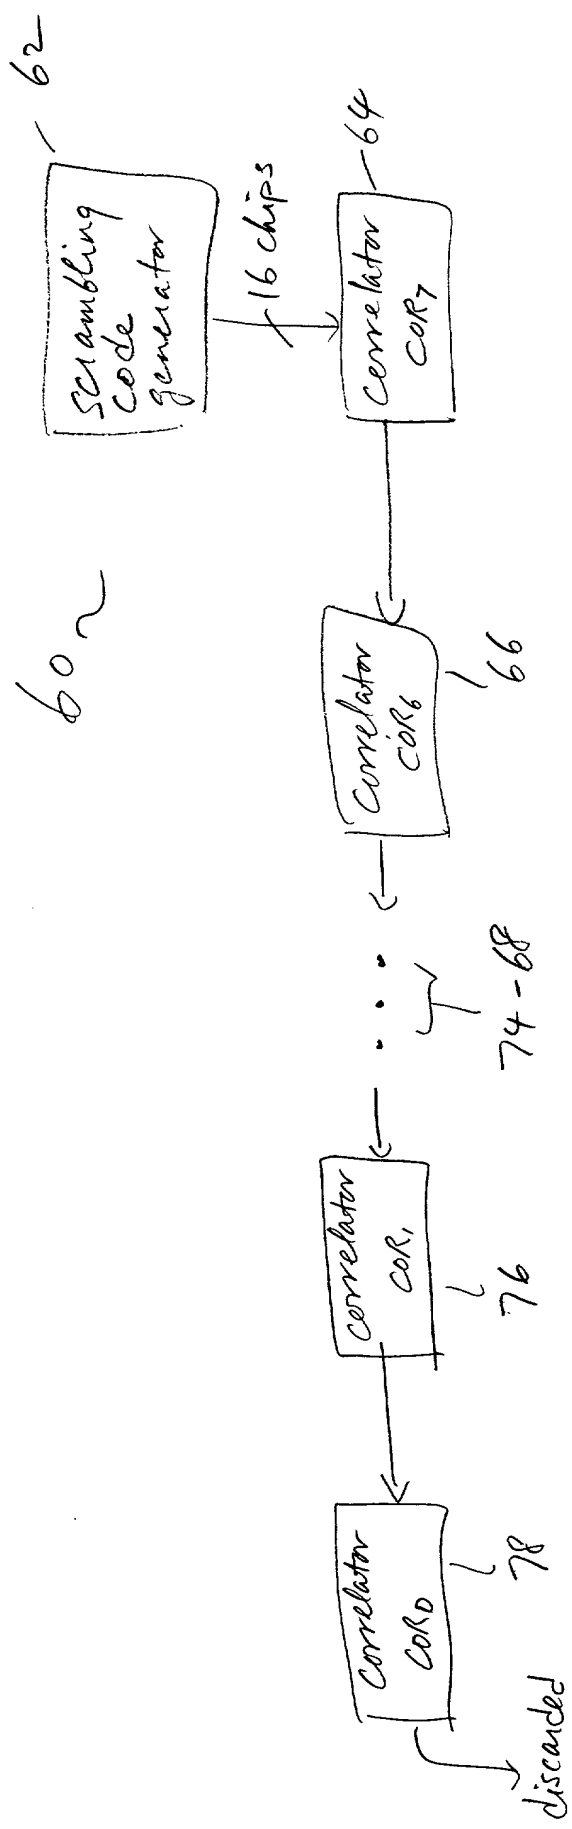 60
scrambling
code
generator
62
16 chips
correlator
COR7
64
correlator
COR6
66
74-68
correlator
COR1
76
correlator
COR0
78
discarded